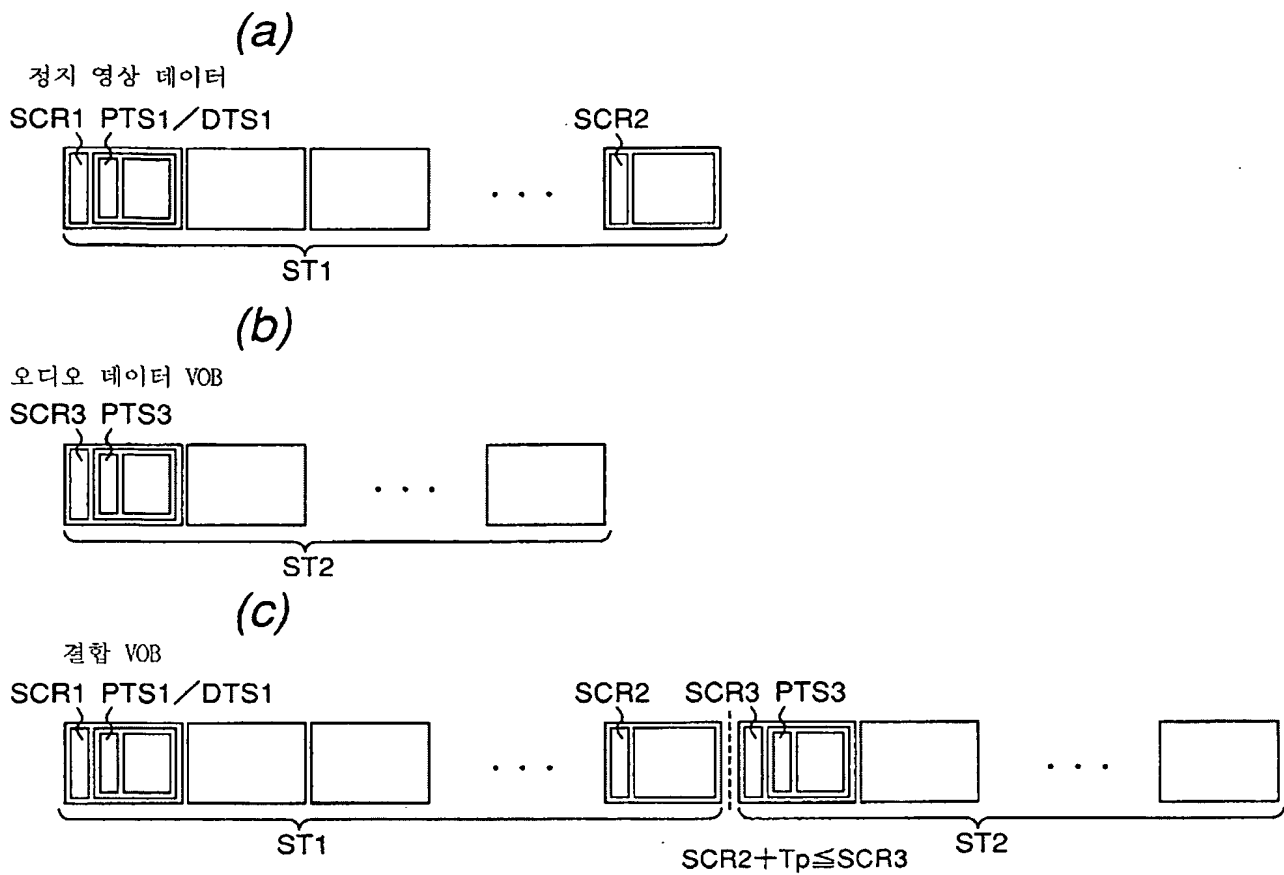 (a)
정지 영상 데이터
SCR1 PTS1/DTS1 SCR2
. . .
ST1
(b)
오디오 데이터 VOB
SCR3 PTS3
. . .
ST2
(c)
결합 VOB
SCR1 PTS1/DTS1 SCR2 SCR3 PTS3
. . . . . .
ST1 ST2
SCR2+Tp≦SCR3